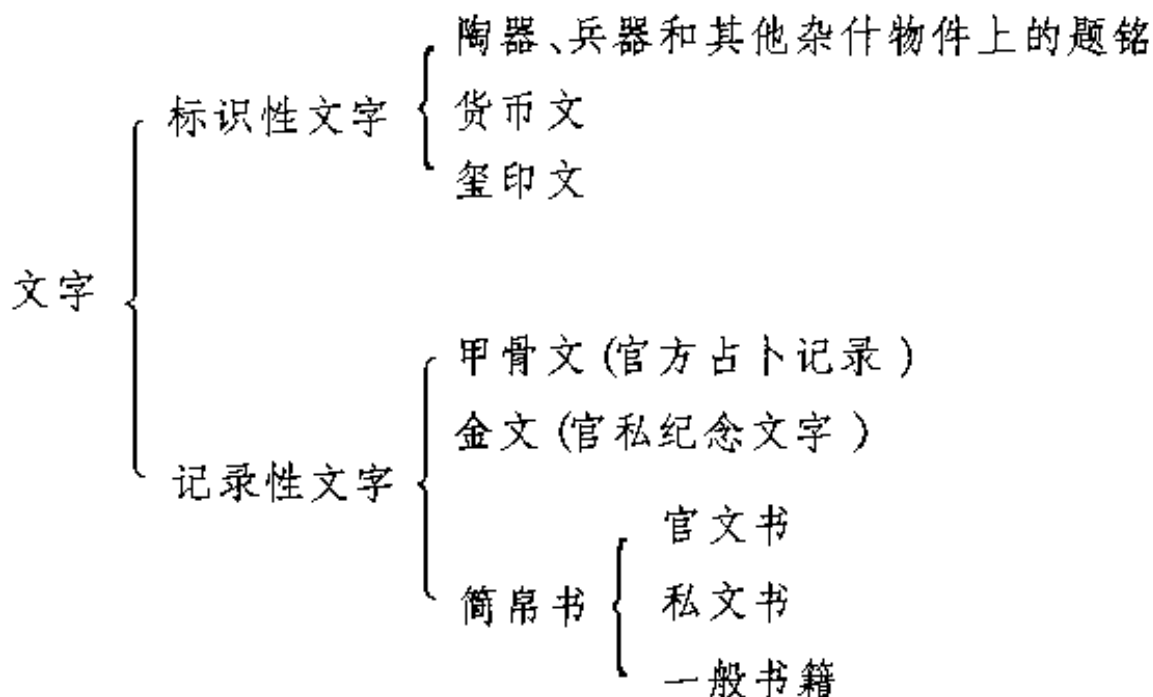 陶器、兵器和其他杂什物件上的题铭
标识性文字
货币文
玺印文
文字
甲骨文(官方占卜记录)
金文(官私纪念文字)
记录性文字
官文书
简帛书
私文书
一般书籍